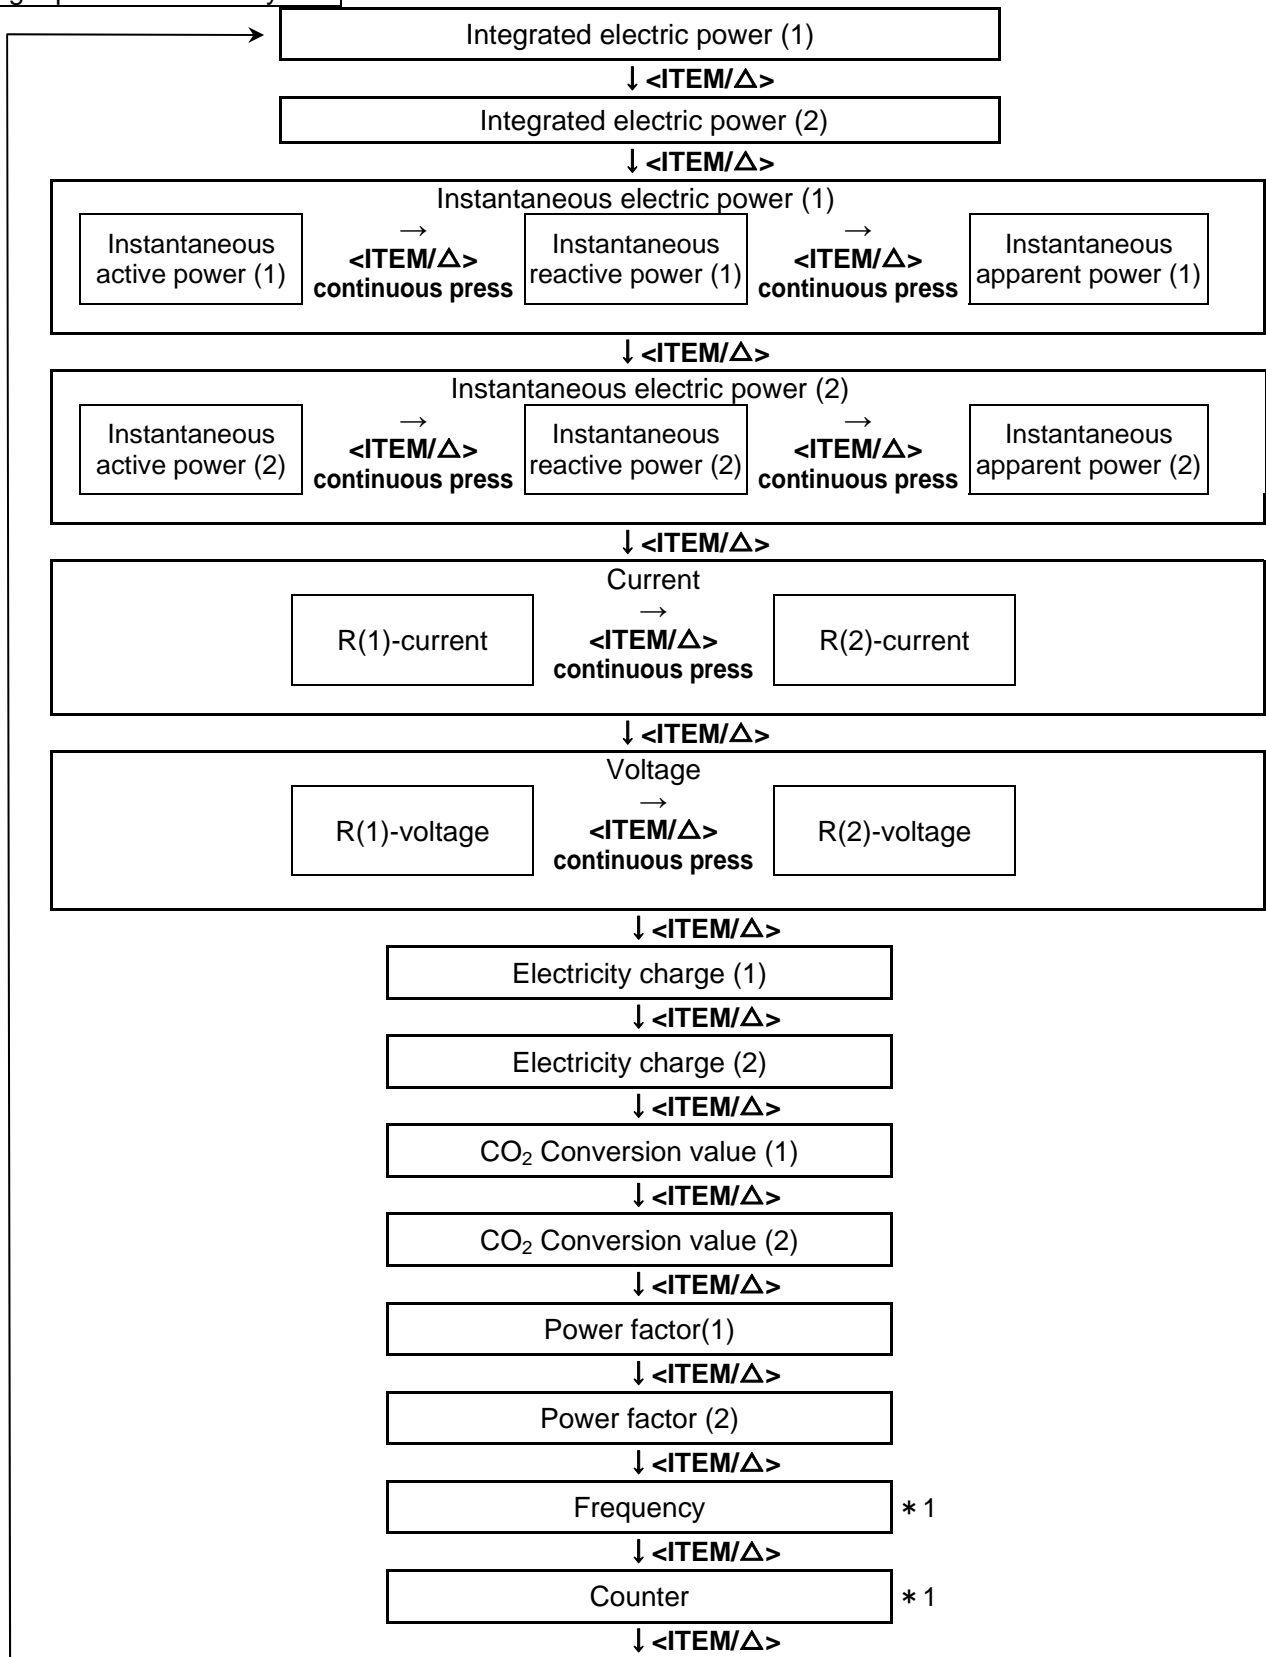 Integrated electric power (1)
↓ <ITEM/△>
Integrated electric power (2)
↓ <ITEM/△>
Instantaneous electric power (1)
Instantaneous
active power (1)
→
<ITEM/△>
continuous press
Instantaneous
reactive power (1)
→
<ITEM/△>
continuous press
Instantaneous
apparent power (1)
↓ <ITEM/△>
Instantaneous electric power (2)
Instantaneous
active power (2)
→
<ITEM/△>
continuous press
Instantaneous
reactive power (2)
→
<ITEM/△>
continuous press
Instantaneous
apparent power (2)
↓ <ITEM/△>
Current
R(1)-current
→
<ITEM/△>
continuous press
R(2)-current
↓ <ITEM/△>
Voltage
R(1)-voltage
→
<ITEM/△>
continuous press
R(2)-voltage
↓ <ITEM/△>
Electricity charge (1)
↓ <ITEM/△>
Electricity charge (2)
↓ <ITEM/△>
CO₂ Conversion value (1)
↓ <ITEM/△>
CO₂ Conversion value (2)
↓ <ITEM/△>
Power factor(1)
↓ <ITEM/△>
Power factor (2)
↓ <ITEM/△>
Frequency *1
↓ <ITEM/△>
Counter *1
↓ <ITEM/△>